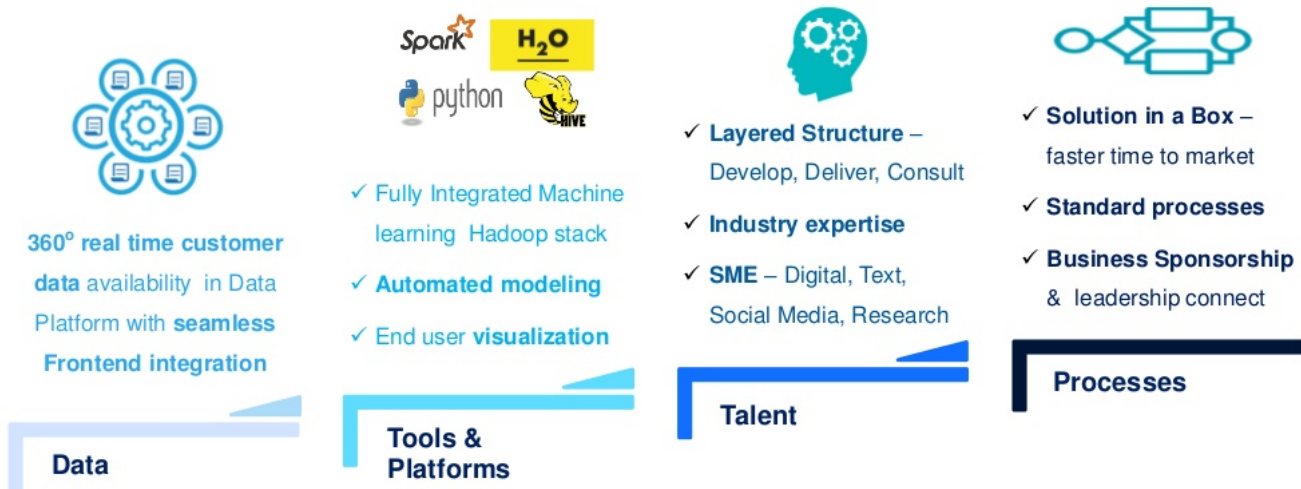 360° real time customer
data availability in Data
Platform with seamless
Frontend integration
Data
Spark
H2O
python
HIVE
✓ Fully Integrated Machine
learning Hadoop stack
✓ Automated modeling
✓ End user visualization
Tools &
Platforms
✓ Layered Structure –
Develop, Deliver, Consult
✓ Industry expertise
✓ SME – Digital, Text,
Social Media, Research
Talent
✓ Solution in a Box –
faster time to market
✓ Standard processes
✓ Business Sponsorship
& leadership connect
Processes